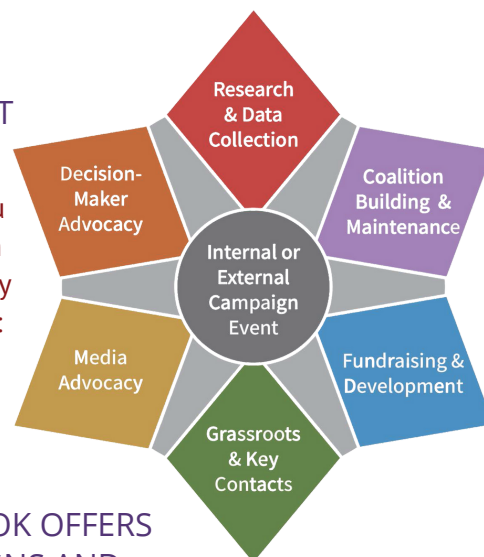 Research
& Data
Collection
Decision-
Maker
Advocacy
Coalition
Building &
Maintenance
Internal or
External
Campaign
Event
Media
Advocacy
Fundraising &
Development
Grassroots
& Key
Contacts
OFFERS
AND